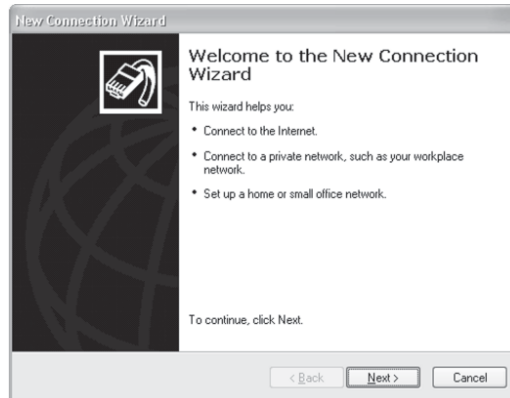 New Connection Wizard
Welcome to the New Connection
Wizard
This wizard helps you:
• Connect to the Internet.
• Connect to a private network, such as your workplace
network.
• Set up a home or small office network.
To continue, click Next.
< Back
Next >
Cancel